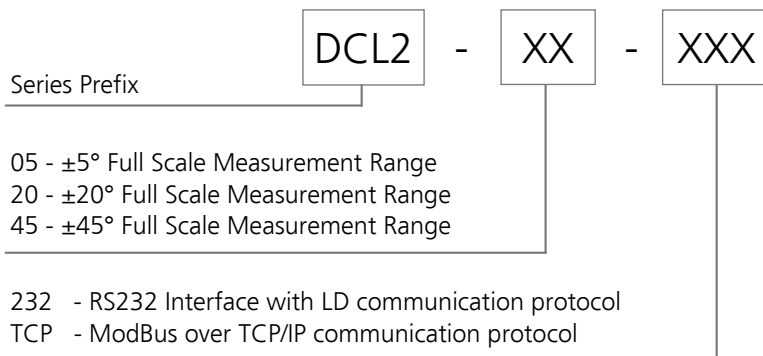 DCL2 - XX - XXX
Series Prefix
05 - ±5° Full Scale Measurement Range
20 - ±20° Full Scale Measurement Range
45 - ±45° Full Scale Measurement Range
232 - RS232 Interface with LD communication protocol
TCP - ModBus over TCP/IP communication protocol